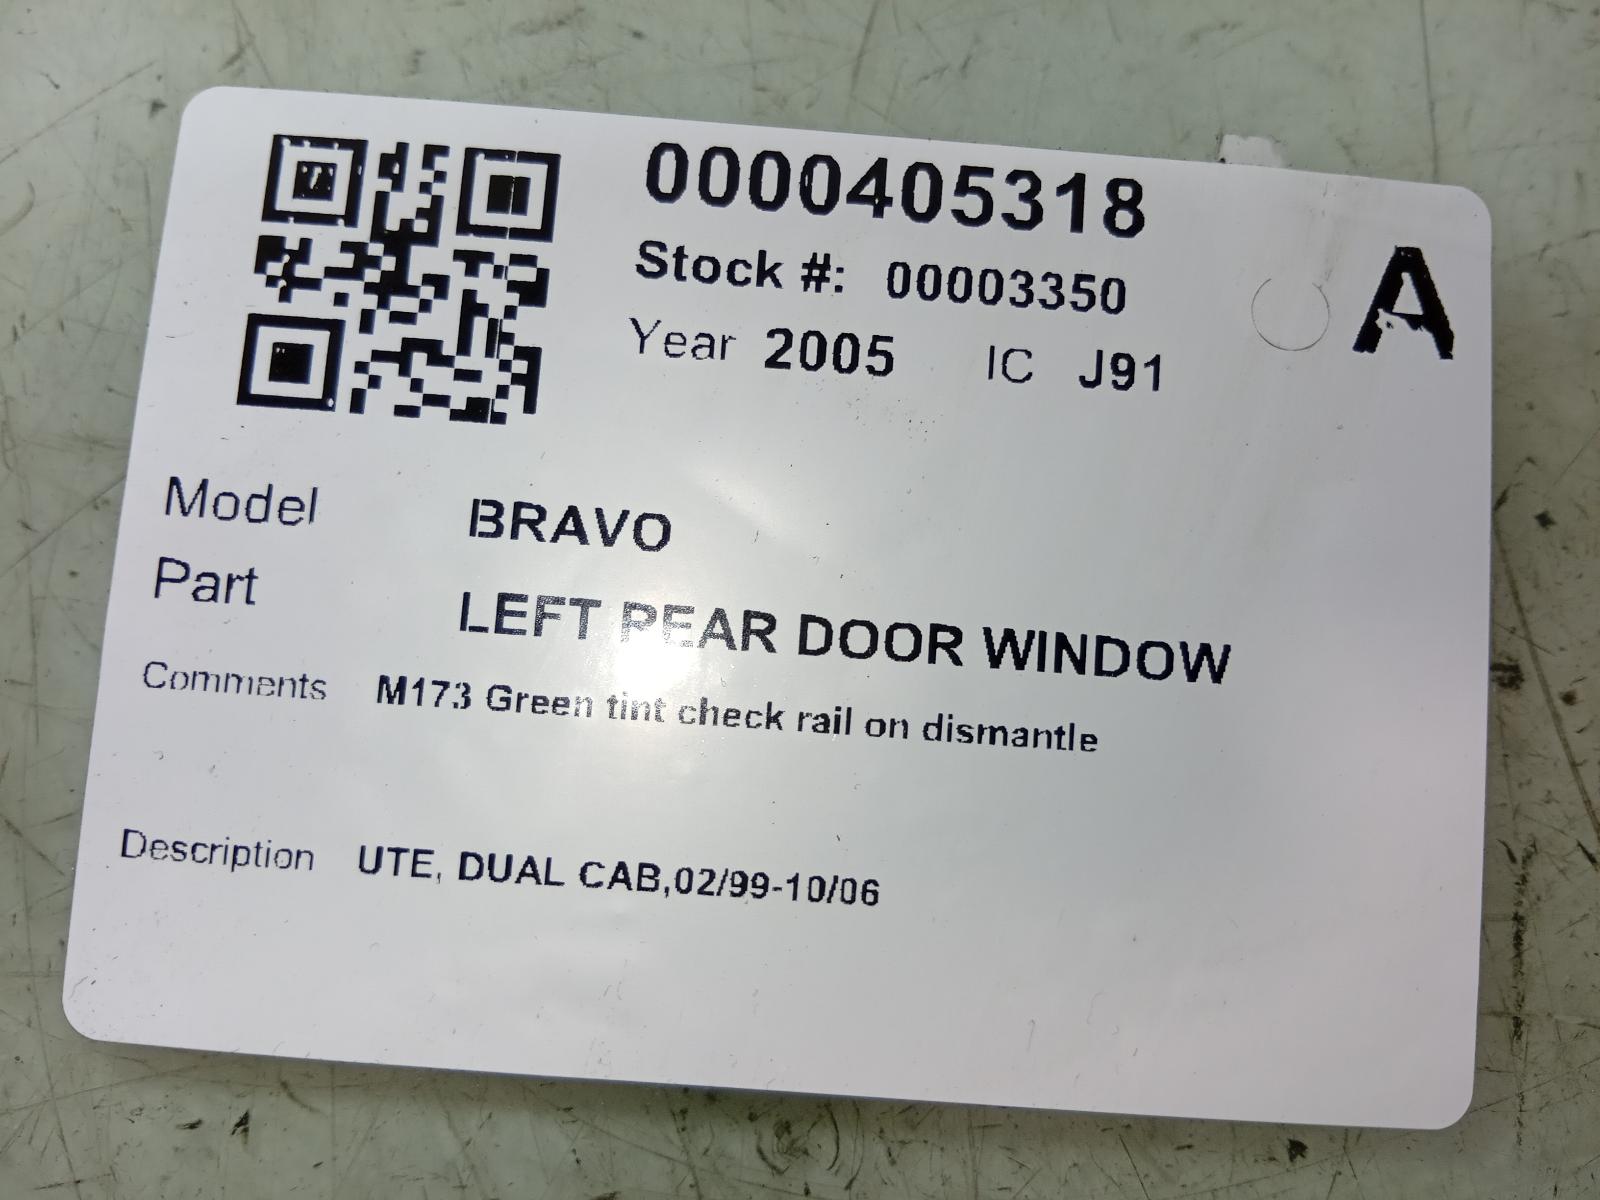 0000405318
Stock #: 00003350
A
Year 2005 IC J91
Model BRAVO
Part LEFT REAR DOOR WINDOW
Comments M173 Green tint check rail on dismantle
Description UTE, DUAL CAB,02/99-10/06